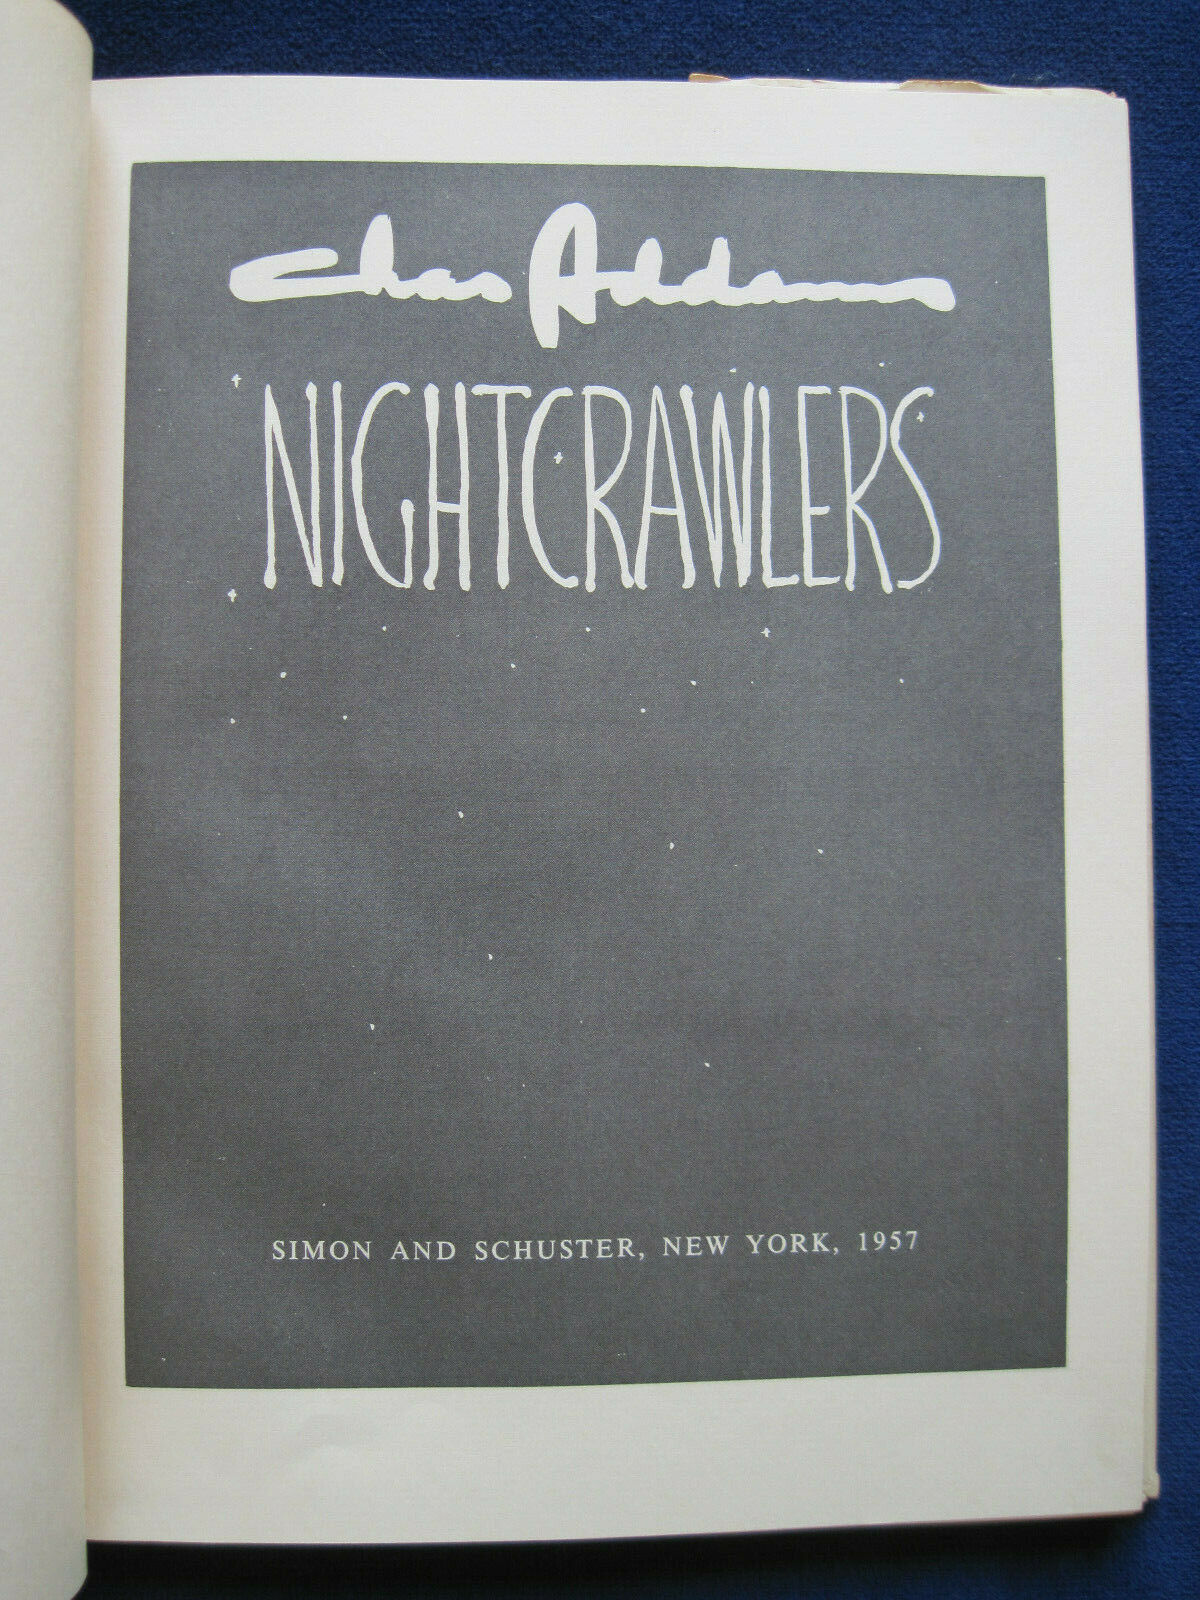 Chas Addams
NIGHTCRAWLERS
SIMON AND SCHUSTER, NEW YORK, 1957